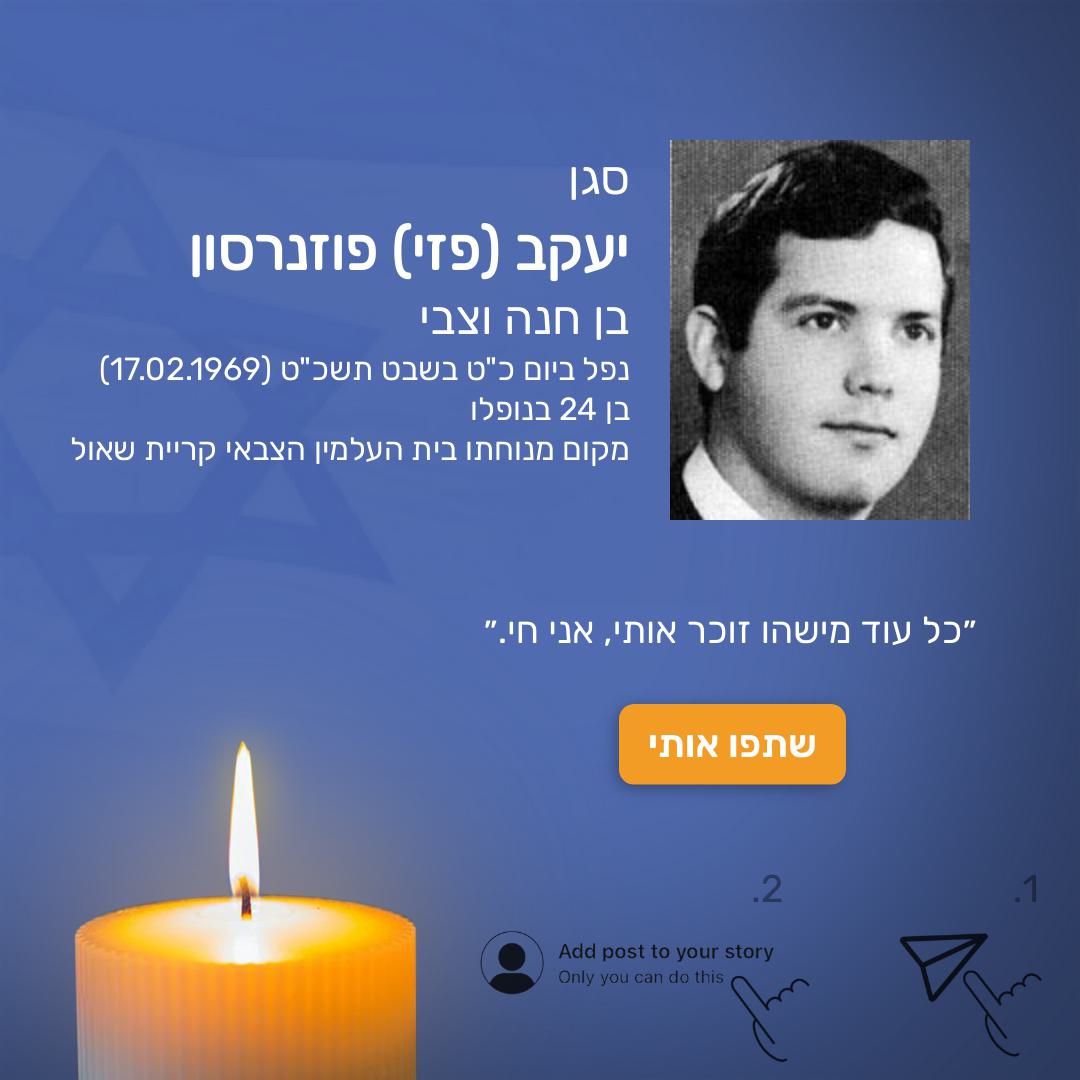 סגן
יעקב (פזי) פוזנרסון
בן חנה וצבי
נפל ביום כ"ט בשבט תשכ"ט (17.02.1969)
בן 24 בנופלו
מקום מנוחתו בית העלמין הצבאי קריית שאול
״כל עוד מישהו זוכר אותי, אני חי.״
שתפו אותי
1.
2.
Add post to your story
Only you can do this